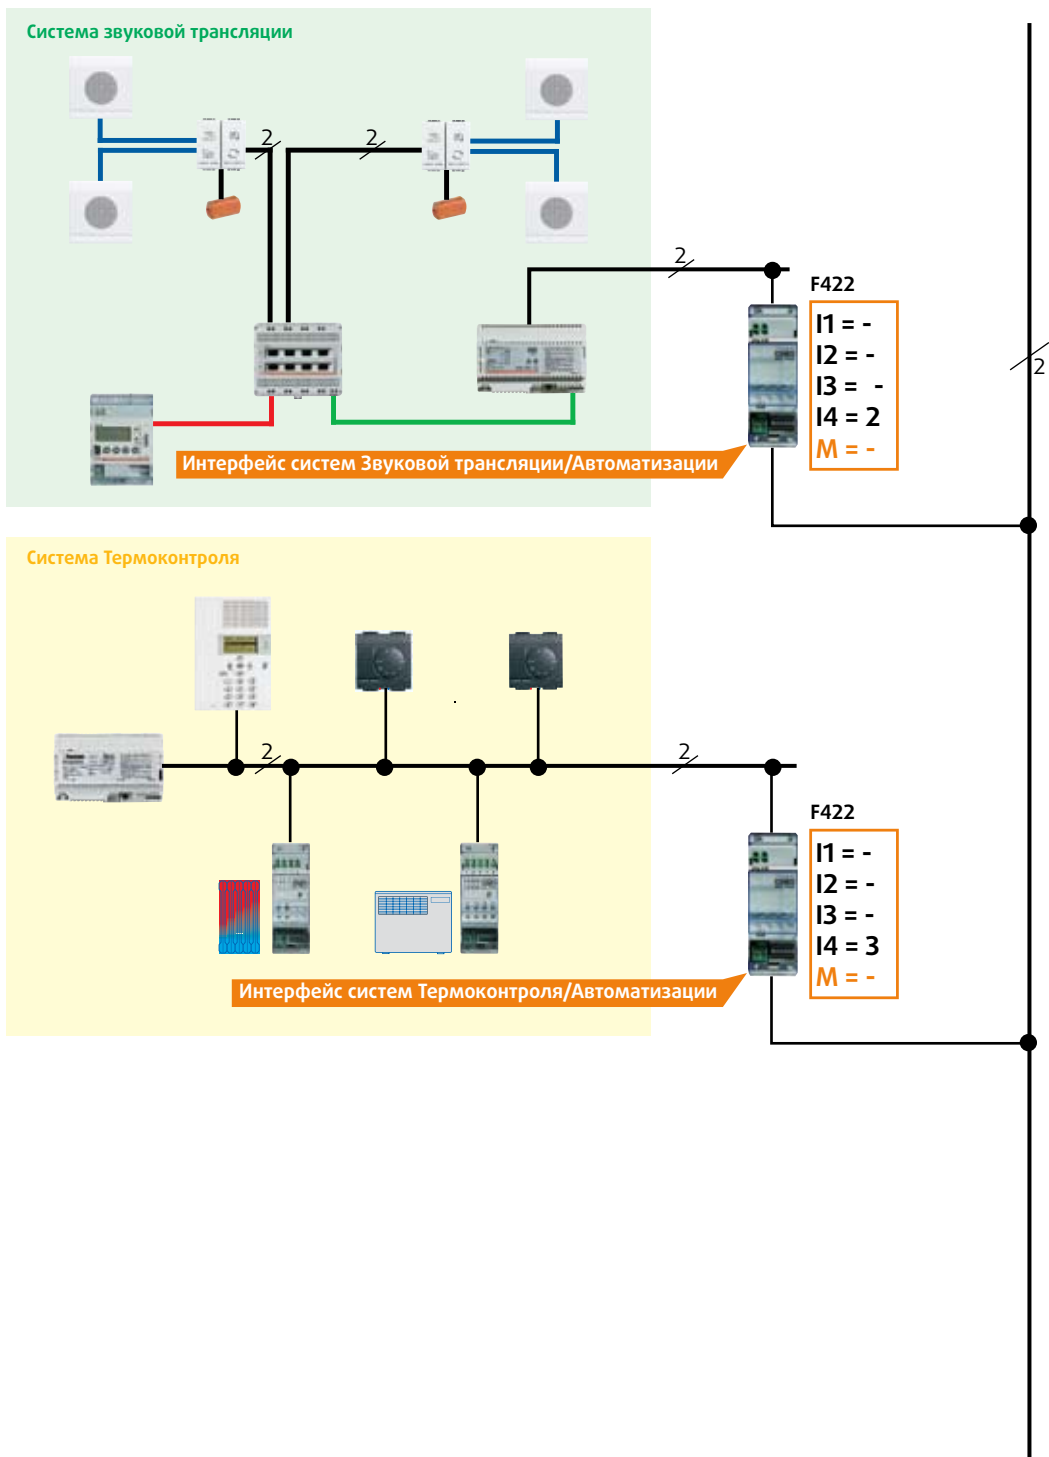 Система звуковой трансляции
2
2
2
F422
I1 = -
I2 = -
I3 = -
I4 = 2
M = -
2
Интерфейс систем Звуковой трансляции/Автоматизации
Система Термоконтроля
2
2
F422
I1 = -
I2 = -
I3 = -
I4 = 3
M = -
Интерфейс систем Термоконтроля/Автоматизации